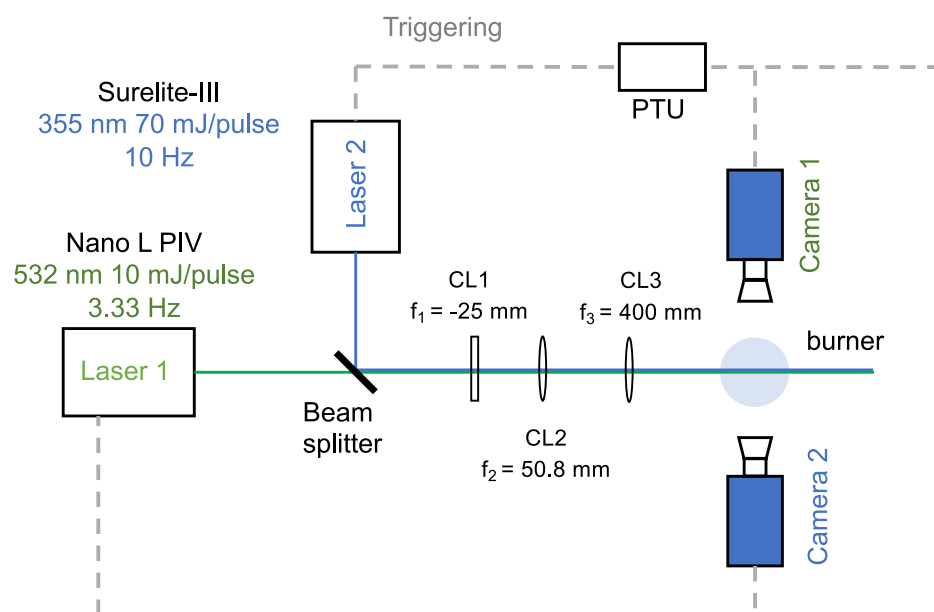 Triggering
PTU
Surelite-III
355 nm 70 mJ/pulse
10 Hz
Laser 2
Camera 1
Nano L PIV
532 nm 10 mJ/pulse
3.33 Hz
Laser 1
CL1
f₁ = -25 mm
CL3
f₃ = 400 mm
burner
Beam
splitter
CL2
f₂ = 50.8 mm
Camera 2